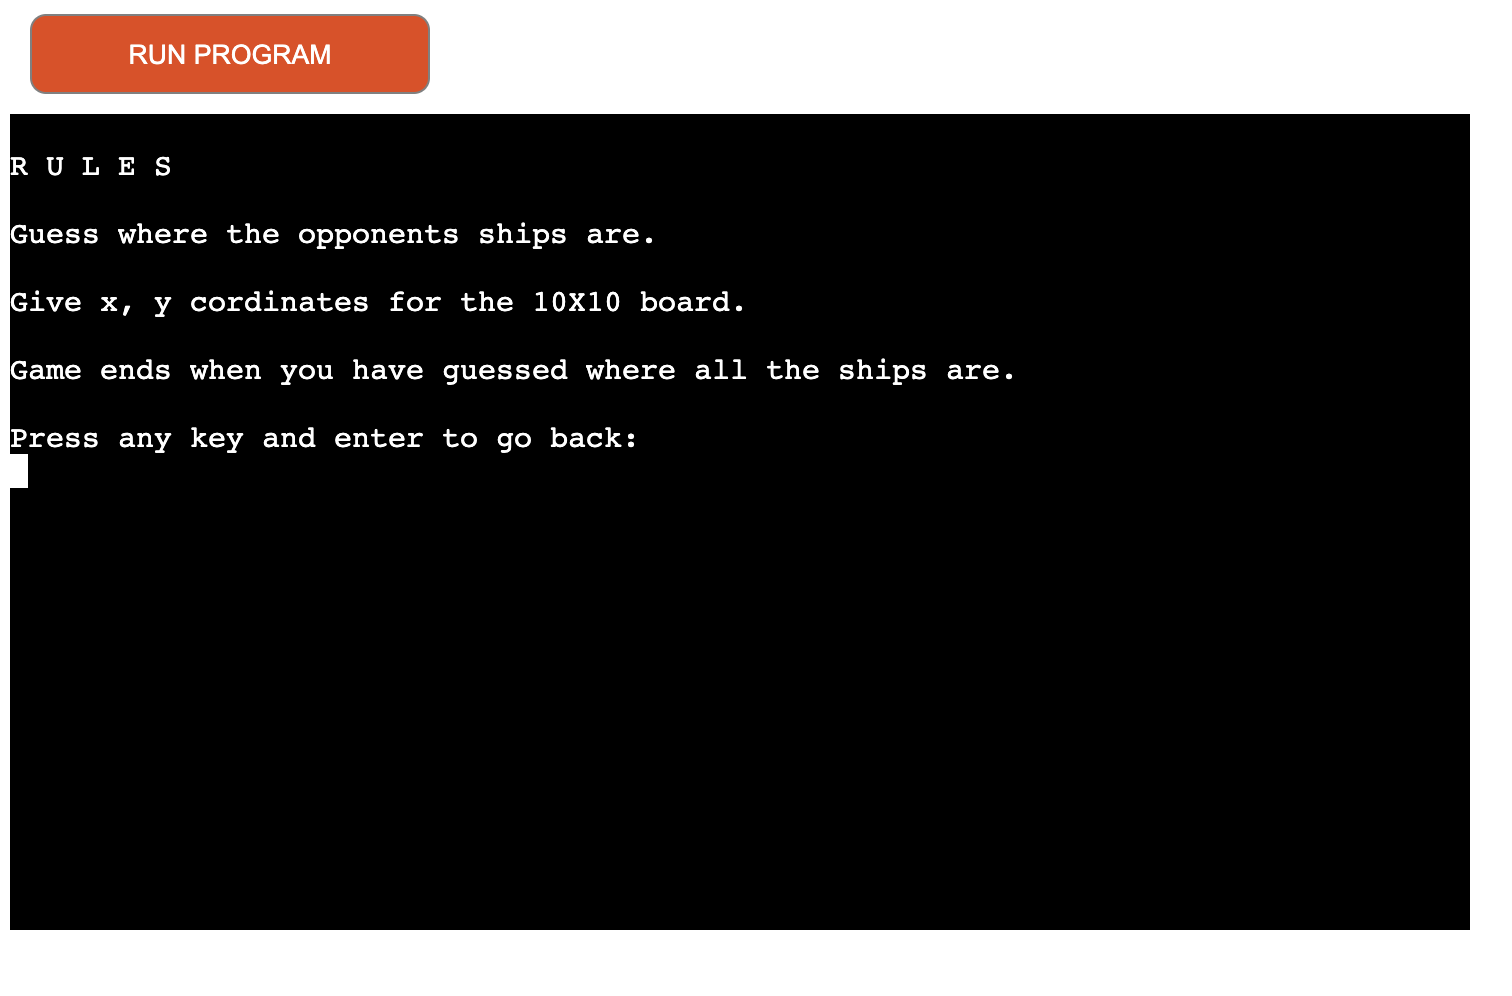 RUN PROGRAM
R U L E S
Guess where the opponents ships are.
Give x, y cordinates for the 10X10 board.
Game ends when you have guessed where all the ships are.
Press any key and enter to go back: